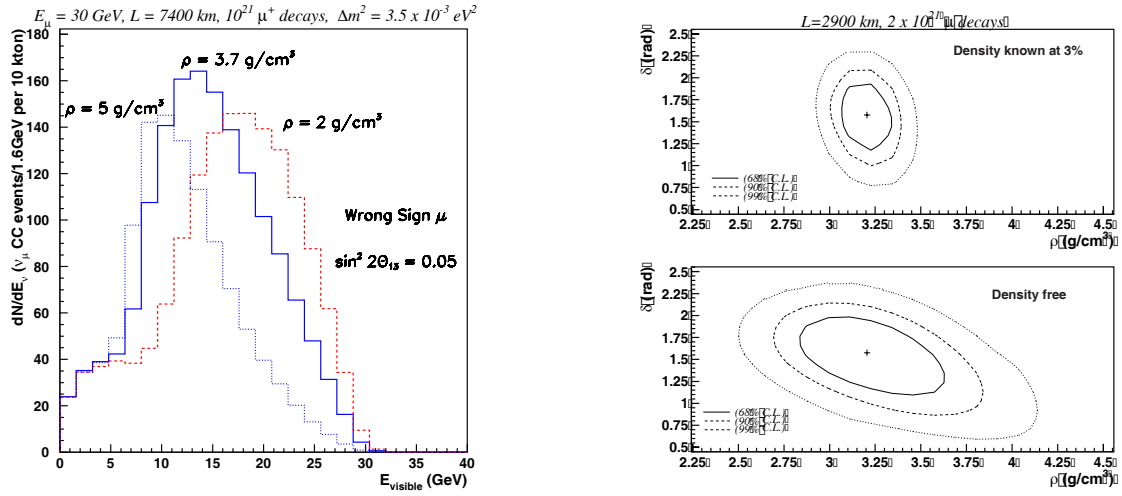 E_μ = 30 GeV, L = 7400 km, 10^21 μ^+ decays, Δm^2 = 3.5 x 10^-3 eV^2
dN/dE_ν (ν_μ CC events/1.6GeV per 10 kton)
180
160
140
120
100
80
60
40
20
0
ρ = 3.7 g/cm^3
ρ = 5 g/cm^3
ρ = 2 g/cm^3
Wrong Sign μ
sin^2 2Θ_13 = 0.05
0 5 10 15 20 25 30 35 40
E_visible (GeV)
L=2900 km, 2 x 10^21 μ decays
δ (rad)
2.5
2.25
2
1.75
1.5
1.25
1
0.75
0.5
Density known at 3%
(68% C.L.)
(90% C.L.)
(99% C.L.)
2.25 2.5 2.75 3 3.25 3.5 3.75 4 4.25 4.5
ρ (g/cm^3)
δ (rad)
2.5
2.25
2
1.75
1.5
1.25
1
0.75
0.5
Density free
(68% C.L.)
(90% C.L.)
(99% C.L.)
2.25 2.5 2.75 3 3.25 3.5 3.75 4 4.25 4.5
ρ (g/cm^3)